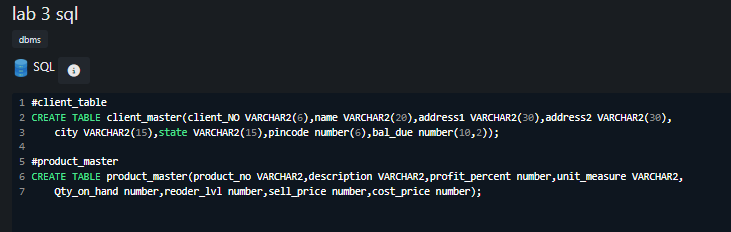 lab 3 sql
dbms
SQL
1 #client_table
2 CREATE TABLE client_master(client_NO VARCHAR2(6),name VARCHAR2(20),address1 VARCHAR2(30),address2 VARCHAR2(30),
3 city VARCHAR2(15),state VARCHAR2(15),pincode number(6),bal_due number(10,2));
4
5 #product_master
6 CREATE TABLE product_master(product_no VARCHAR2,description VARCHAR2,profit_percent number,unit_measure VARCHAR2,
7 Qty_on_hand number,reoder_lvl number,sell_price number,cost_price number);